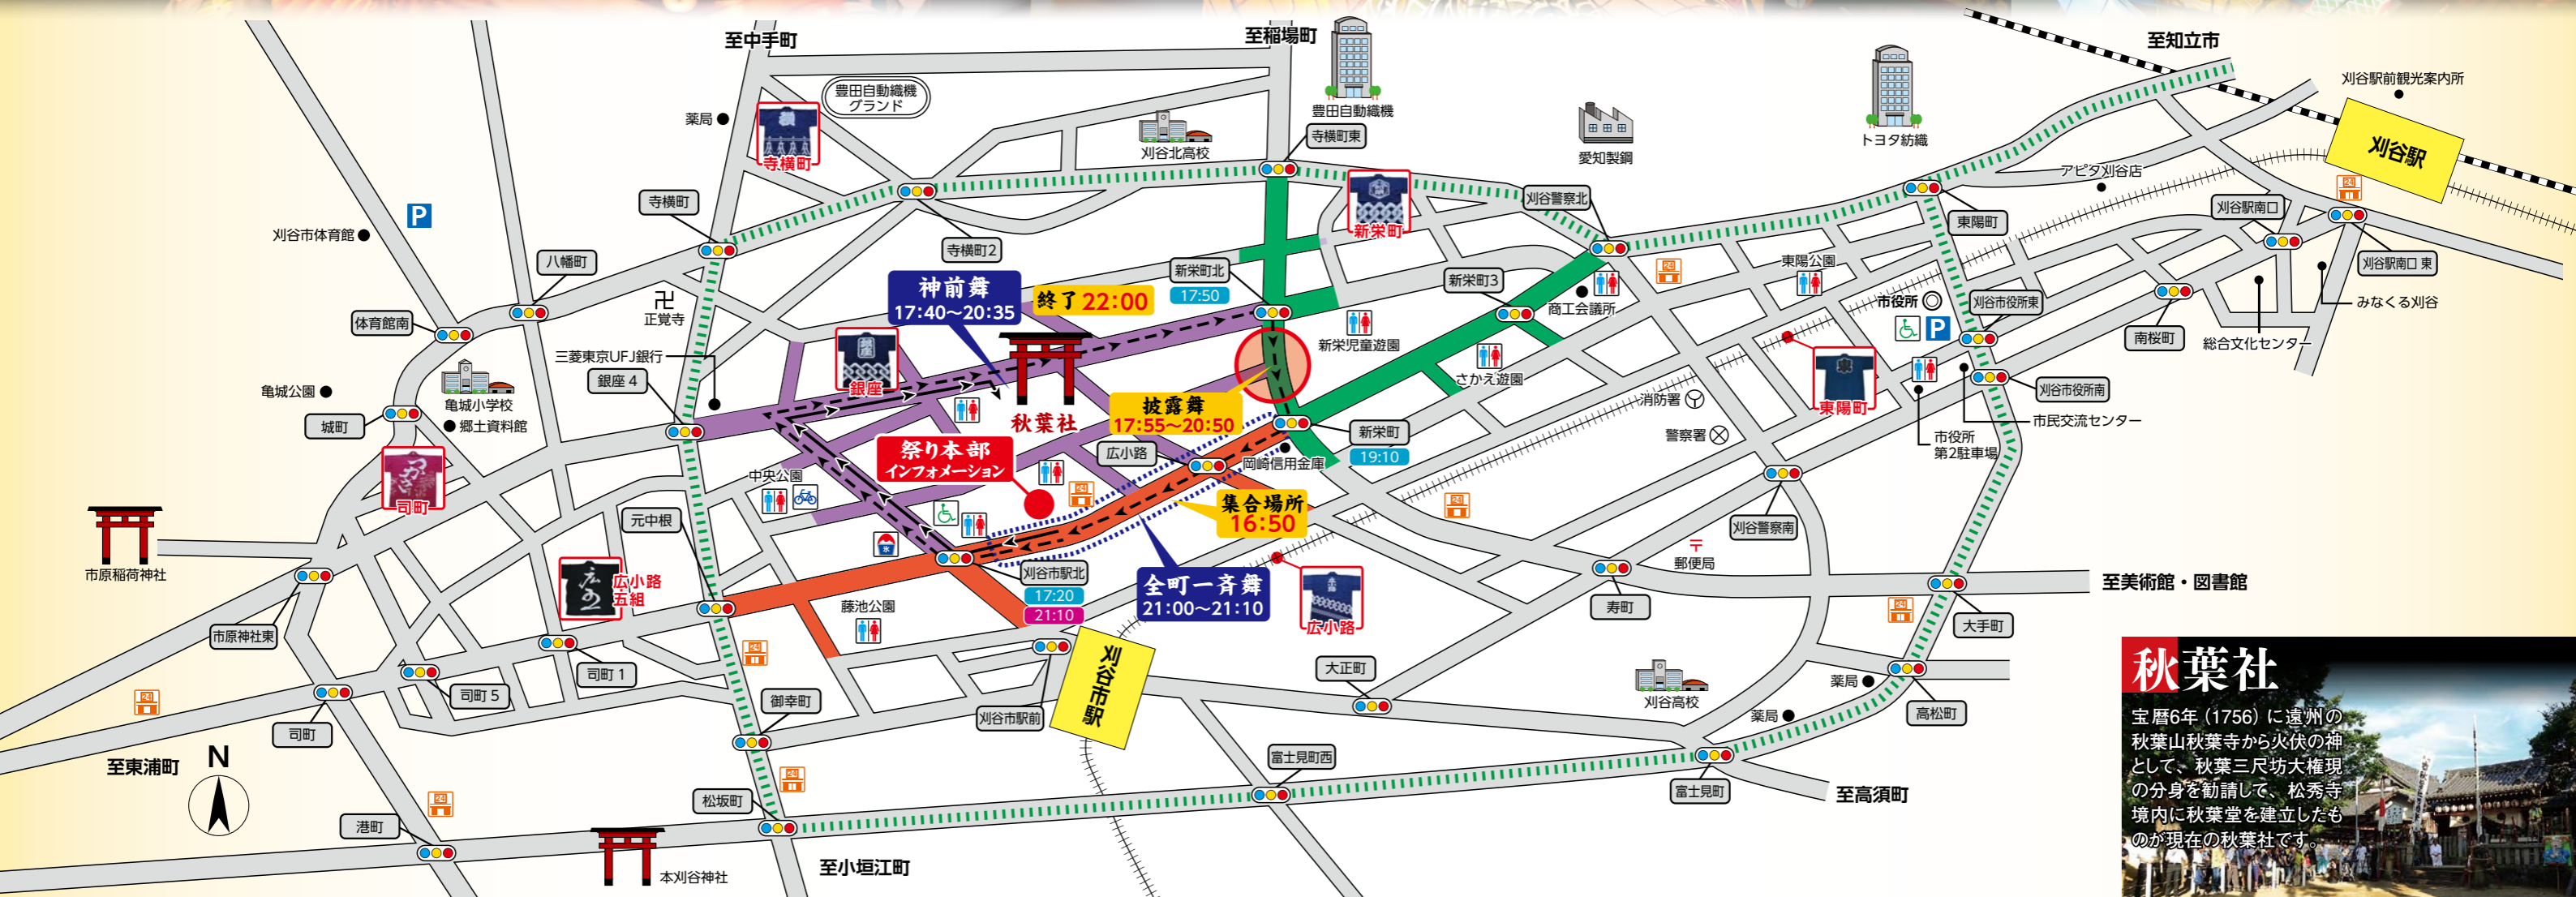 至中手町
至稲場町
至知立市
豊田自動織機
グランド
豊田自動織機
刈谷駅前観光案内所
薬局
寺横町
刈谷北高校
寺横町東
愛知製鋼
トヨタ紡織
刈谷駅
アピタ刈谷店
24
P
寺横町
新栄町
刈谷警察北
東陽町
刈谷駅南口
刈谷市体育館
寺横町2
八幡町
神前舞
17:40～20:35
終了 22:00
新栄町北
17:50
新栄町3
24
東陽公園
刈谷駅南口 東
正覚寺
商工会議所
市役所
刈谷市役所東
みなくる刈谷
P
体育館南
三菱東京UFJ銀行
銀座
新栄児童遊園
南桜町
総合文化センター
銀座 4
さかえ遊園
東陽町
亀城公園
亀城小学校
秋葉社
披露舞
17:55～20:50
消防署
刈谷市役所南
城町
郷土資料館
広小路
新栄町
19:10
警察署
市民交流センター
市役所
第2駐車場
司町
祭り本部
インフォメーション
岡崎信用金庫
中央公園
24
集合場所
16:50
24
元中根
刈谷警察南
市原稲荷神社
氷
刈谷市駅北
17:20
21:10
全町一斉舞
21:00～21:10
〒
郵便局
至美術館・図書館
広小路
五組
藤池公園
広小路
寿町
24
大手町
市原神社東
24
司町 1
刈谷市駅
大正町
刈谷高校
薬局
司町 5
24
御幸町
刈谷市駅前
薬局
高松町
司町
至東浦町
N
24
富士見町西
富士見町
至高須町
24
松坂町
港町
本刈谷神社
至小垣江町
秋葉社
宝暦6年（1756）に遠州の
秋葉山秋葉寺から火伏の神
として、秋葉三尺坊大権現
の分身を勧請して、松秀寺
境内に秋葉堂を建立したも
のが現在の秋葉社です。